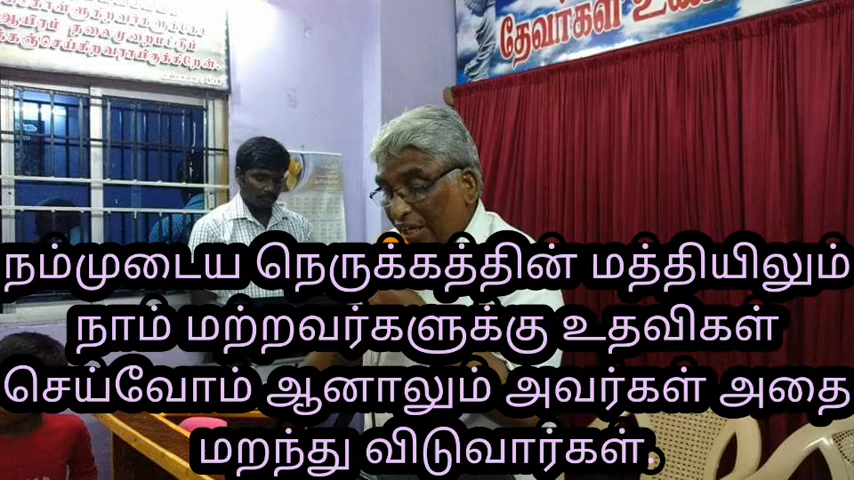 தேவர்கள்
நம்முடைய நெருக்கத்தின் மத்தியிலும்
நாம் மற்றவர்களுக்கு உதவிகள்
செய்வோம் ஆனாலும் அவர்கள் அதை
மறந்து விடுவார்கள்.